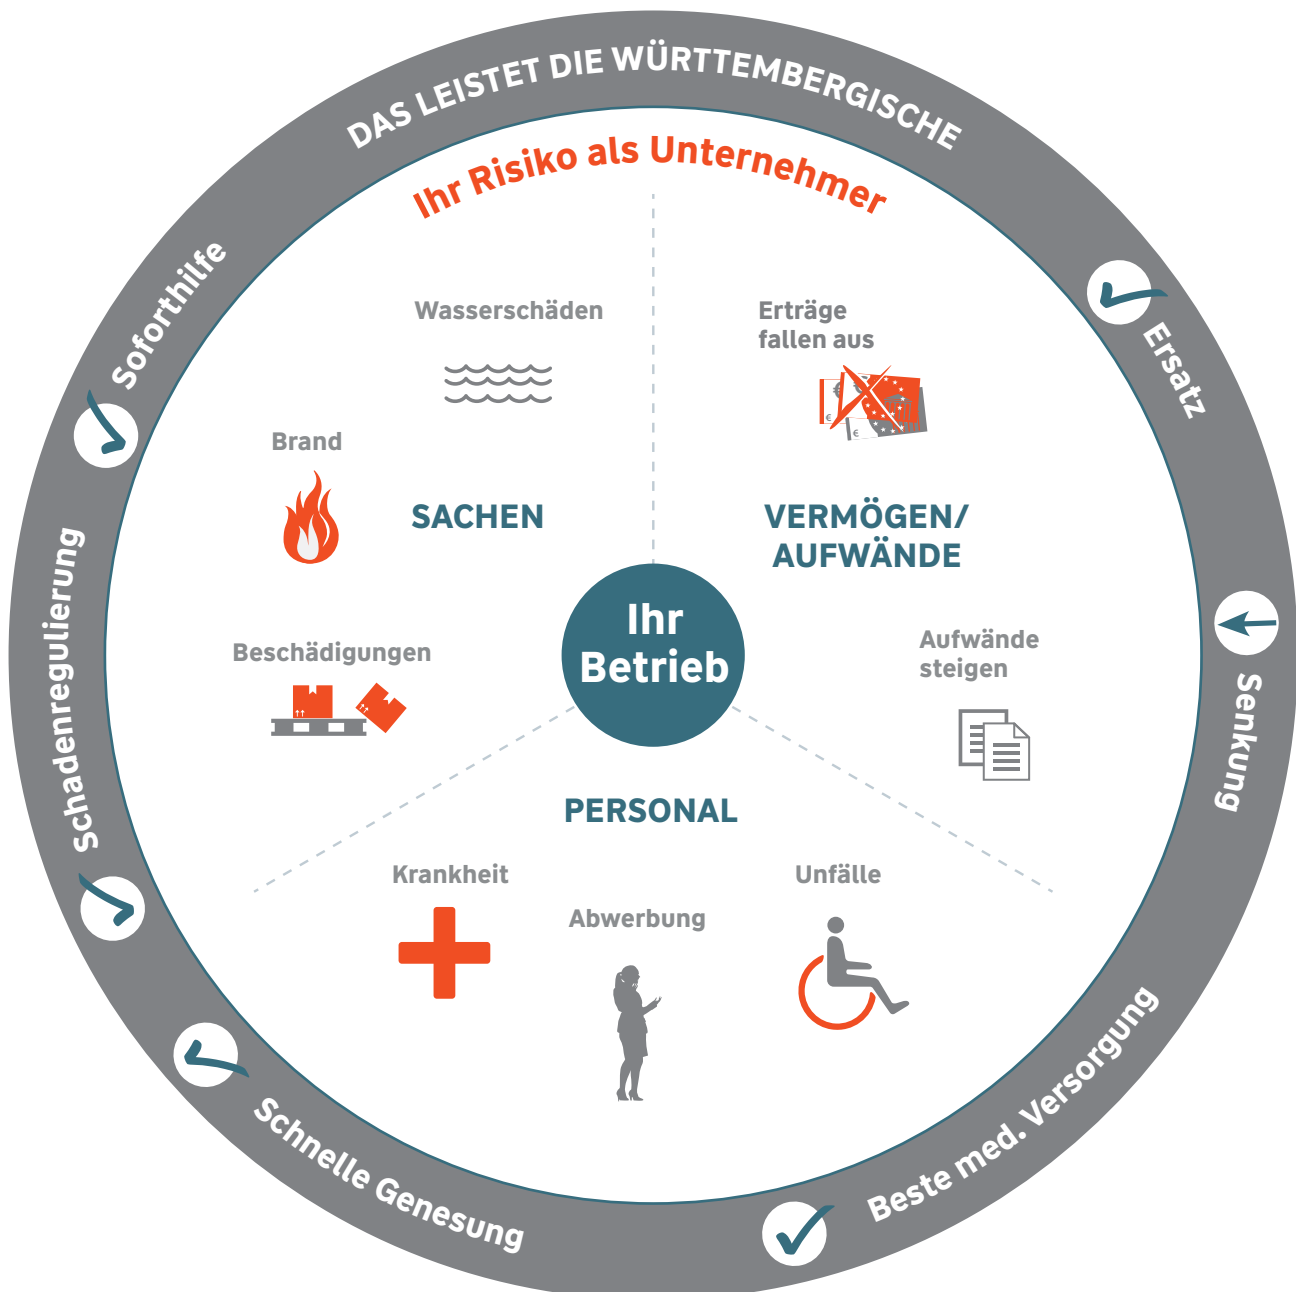 DAS LEISTET DIE WÜRTTEMBERGISCHE
Ihr Risiko als Unternehmer
Soforthilfe
Schadenregulierung
Schnelle Genesung
Beste med. Versorgung
Senkung
Ersatz
Wasserschäden
Brand
SACHEN
Beschädigungen
Erträge
fallen aus
VERMÖGEN/
AUFWÄNDE
Aufwände
steigen
Ihr
Betrieb
PERSONAL
Krankheit
Abwerbung
Unfälle